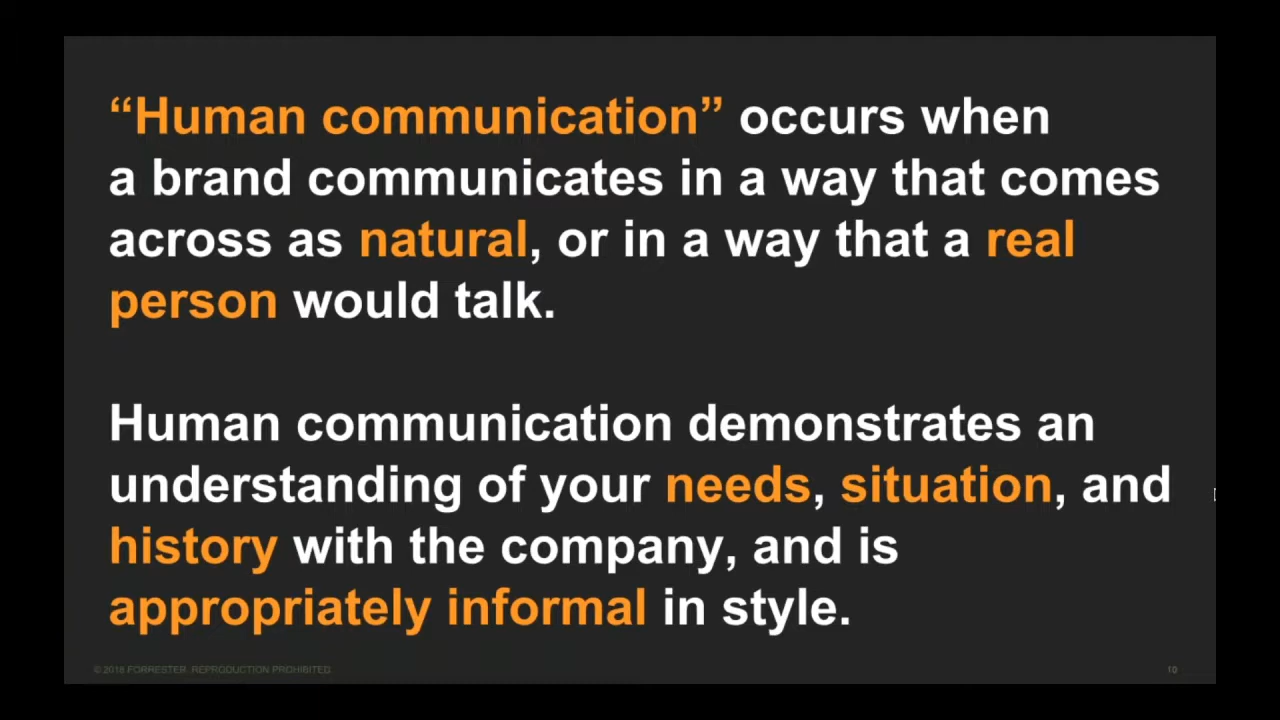 “Human communication” occurs when
a brand communicates in a way that comes
across as natural, or in a way that a real
person would talk.
Human communication demonstrates an
understanding of your needs, situation, and
history with the company, and is
appropriately informal in style.
© 2018 FORRESTER. REPRODUCTION PROHIBITED.
10